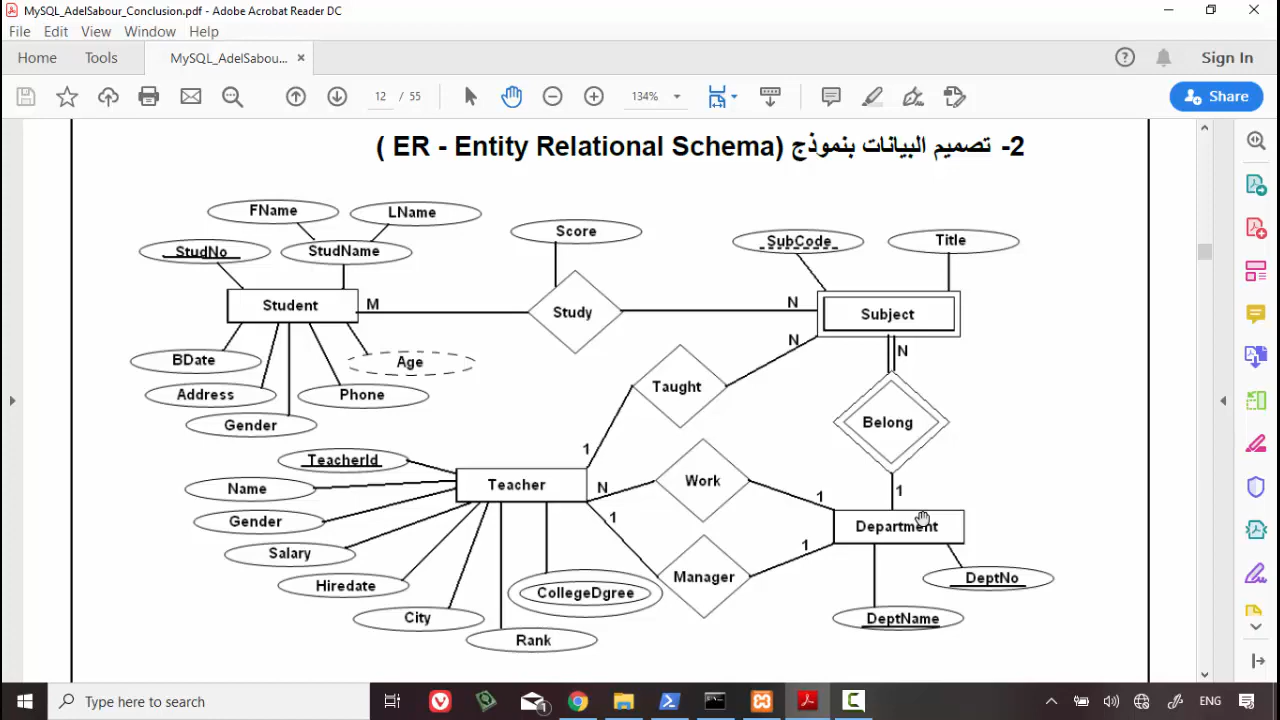 MySQL_AdelSabour_Conclusion.pdf - Adobe Acrobat Reader DC
File Edit View Window Help
Home Tools MySQL_AdelSabou... × Sign In
12 / 55 134% Share
2- تصميم البيانات بنموذج (ER - Entity Relational Schema )
FName LName
Score
StudNo StudName
SubCode Title
Student M Study N Subject
BDate Age
N N
Address Phone
Taught
Gender
Belong
1
TeacherId
Name
Teacher N Work 1 1
Gender
1 Department
Salary
1
Hiredate CollegeDgree Manager DeptNo
City DeptName
Rank
Type here to search
1
ENG